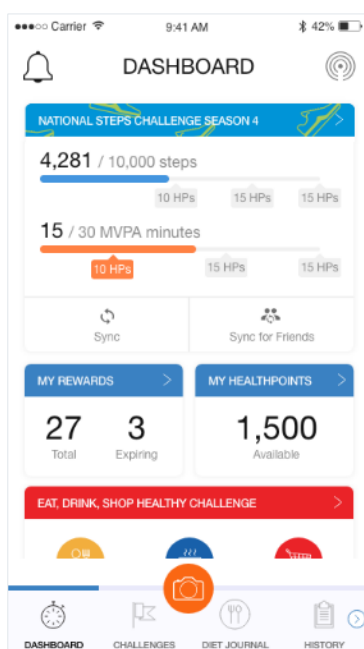 Carrier 9:41 AM 42%
DASHBOARD
NATIONAL STEPS CHALLENGE SEASON 4
4,281 / 10,000 steps
10 HPs 15 HPs 15 HPs
15 / 30 MVPA minutes
10 HPs 15 HPs 15 HPs
Sync Sync for Friends
MY REWARDS MY HEALTHPOINTS
27 3 1,500
Total Expiring Available
EAT, DRINK, SHOP HEALTHY CHALLENGE
DASHBOARD CHALLENGES DIET JOURNAL HISTORY